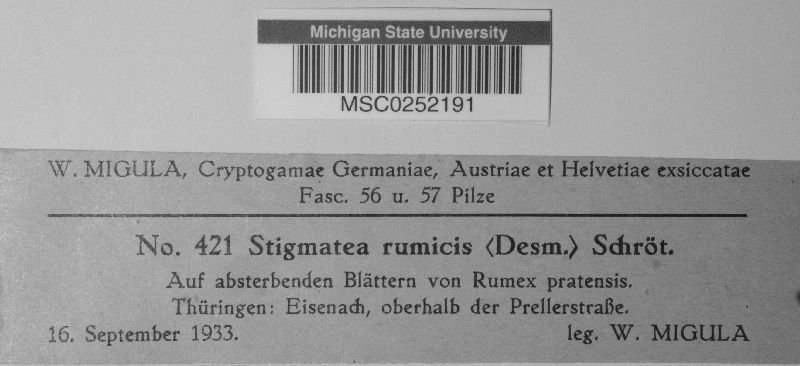 Michigan State University
MSC0252191
W. MIGULA, Cryptogamae Germaniae, Austriae et Helvetiae exsiccatae
Fasc. 56 u. 57 Pilze
No. 421 Stigmatea rumicis (Desm.) Schröt.
Auf absterbenden Blättern von Rumex pratensis.
Thüringen: Eisenach, oberhalb der Prellerstraße.
16. September 1933. leg. W. MIGULA